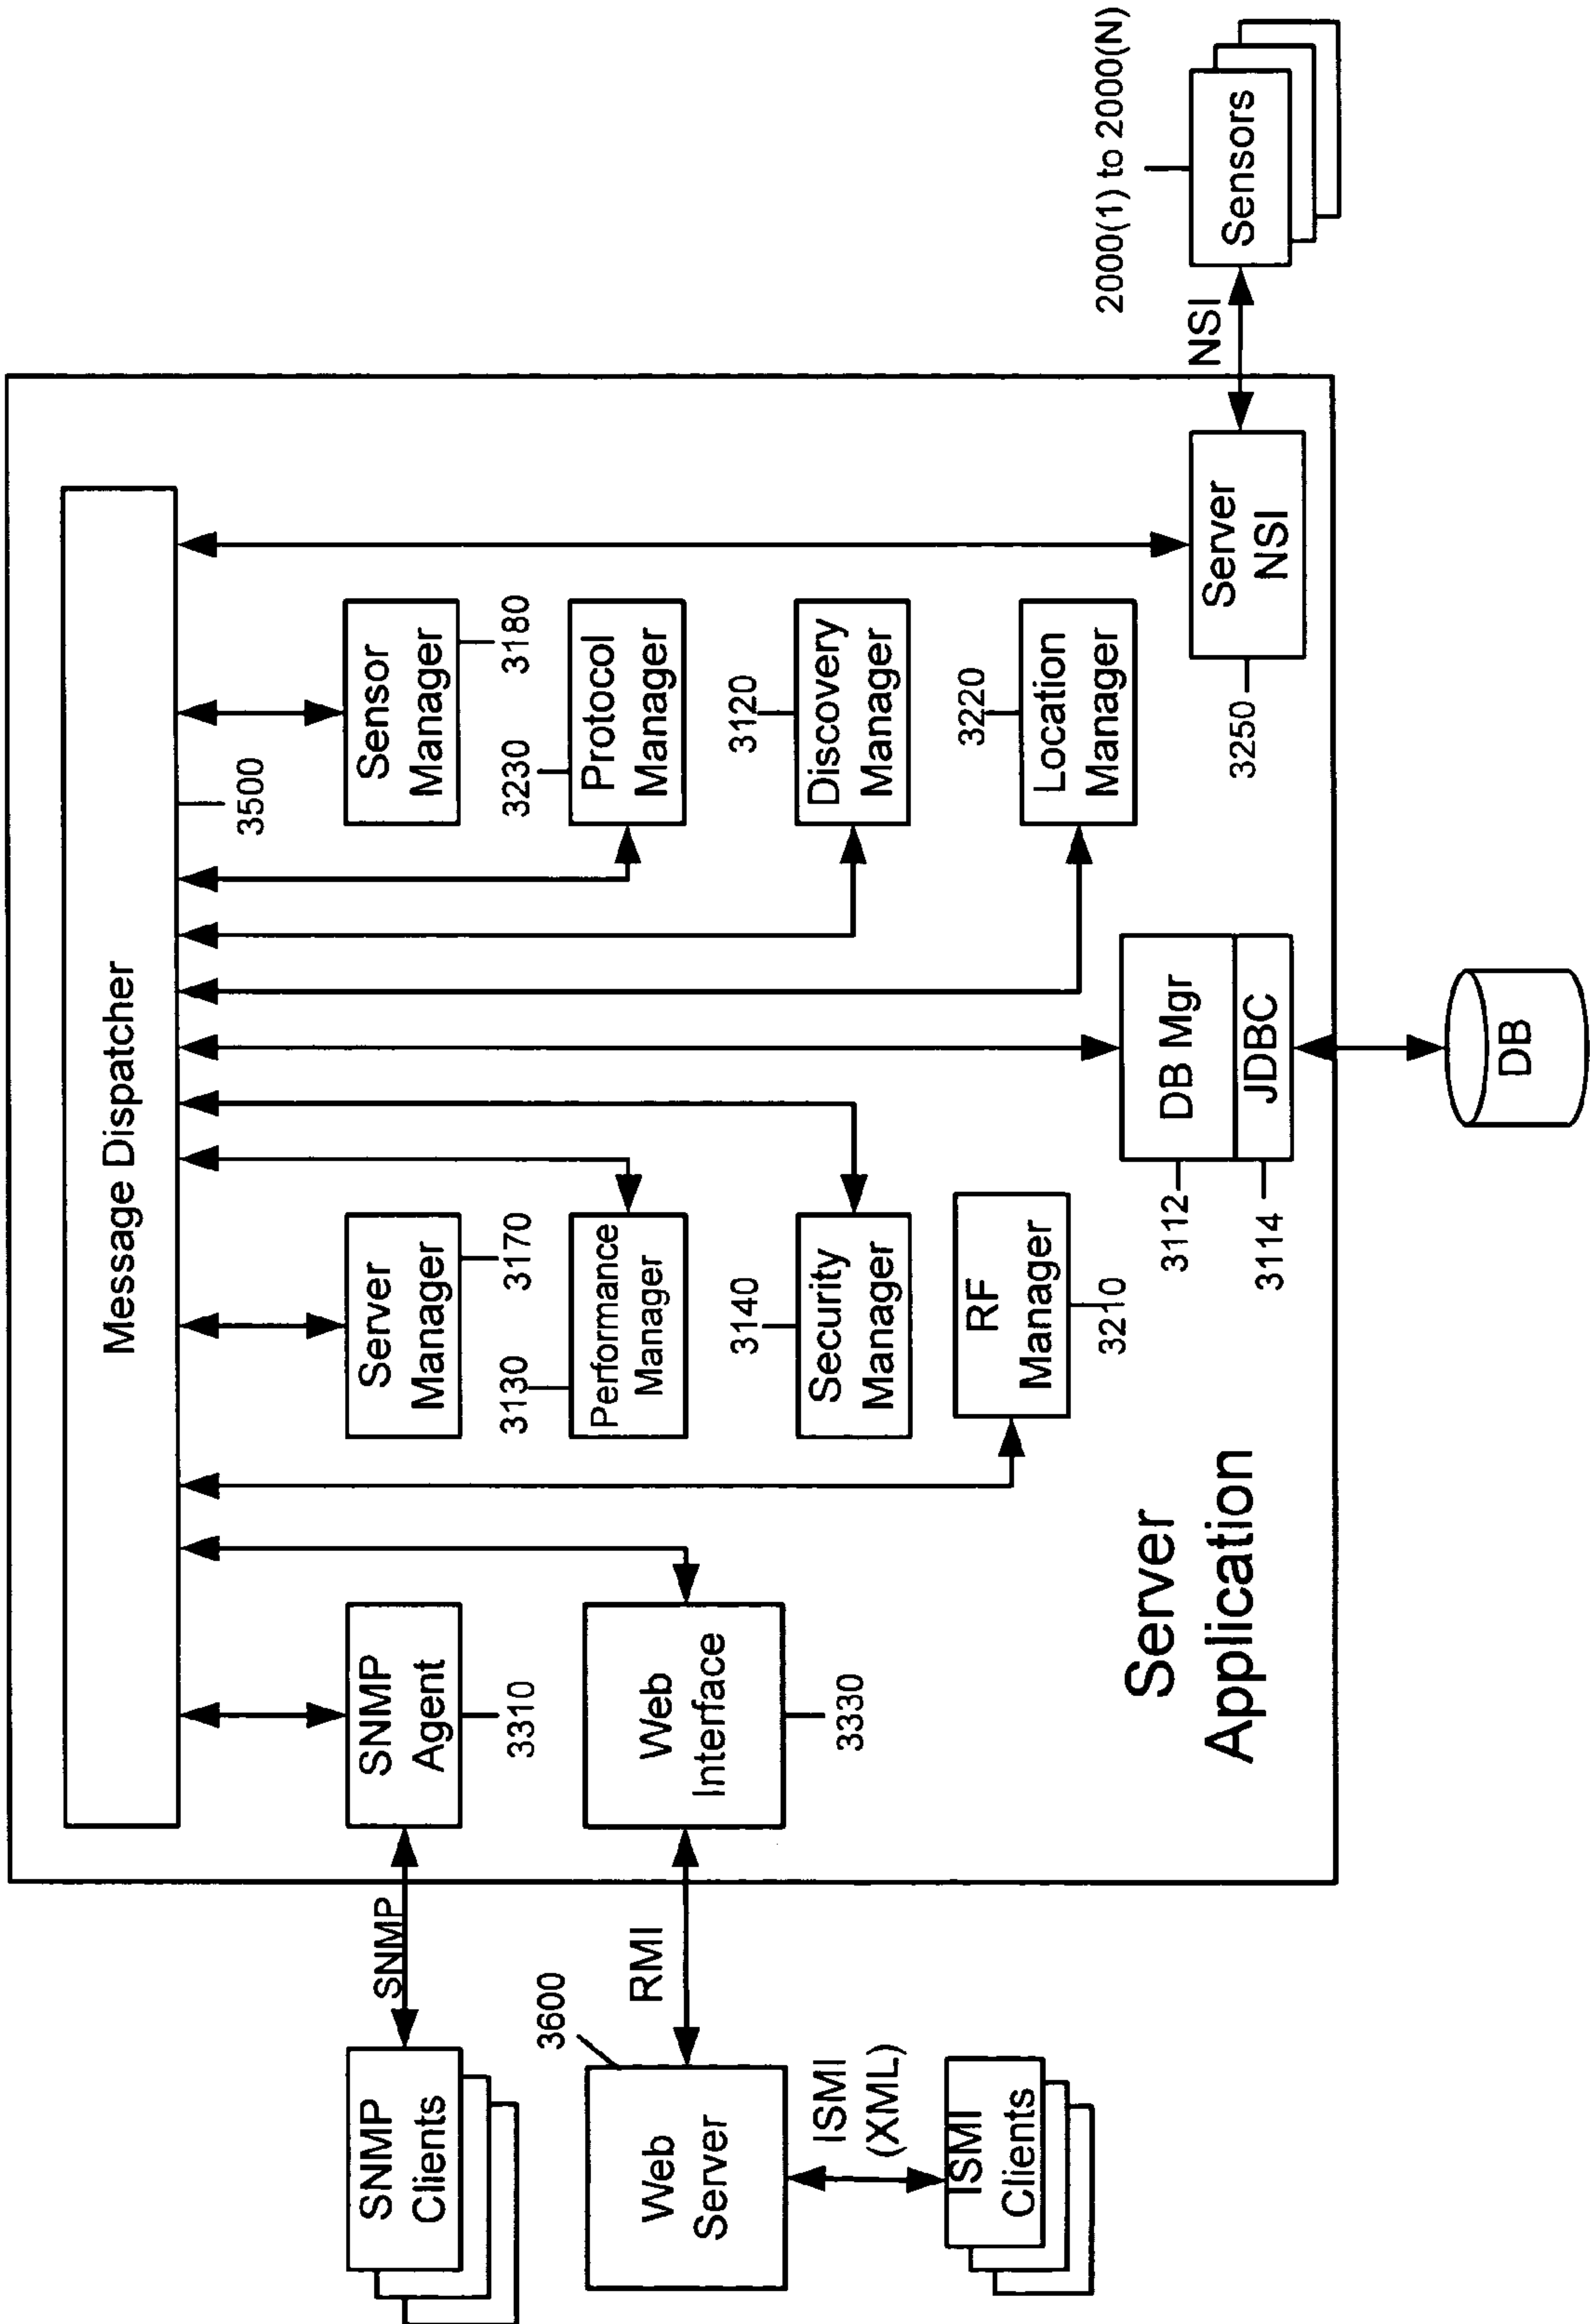 Message Dispatcher
3500
SNMP
Clients
SNMP
SNMP
Agent
3310
Server
Manager
3170
Sensor
Manager
3180
3600
Web
Server
RMI
Web
Interface
3330
3130
Performance
Manager
3230
Protocol
Manager
ISMI
(XML)
ISMI
Clients
3140
Security
Manager
3120
Discovery
Manager
RF
Manager
3210
3220
Location
Manager
Server
Application
3112
DB Mgr
3114
JDBC
DB
3250
Server
NSI
NSI
2000(1) to 2000(N)
Sensors